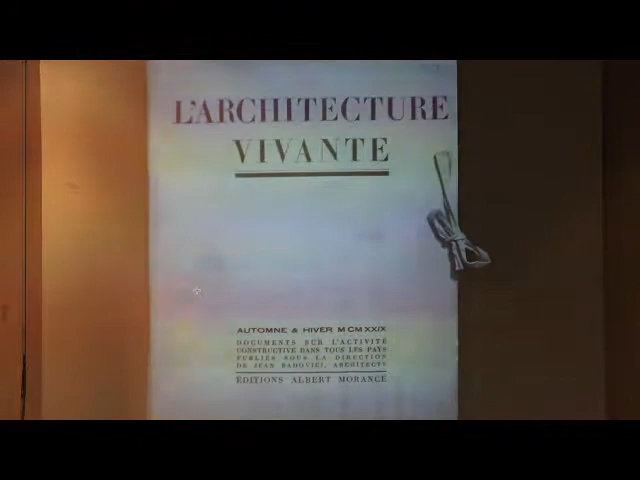 L'ARCHITECTURE
VIVANTE
AUTOMNE & HIVER MCMXXIX
DOCUMENTS SUR L'ACTIVITÉ
CONSTRUCTIVE DANS TOUS LES PAYS
PUBLIÉS SOUS LA DIRECTION
DE JEAN BADOVICI, ARCHITECTE
ÉDITIONS ALBERT MORANCÉ